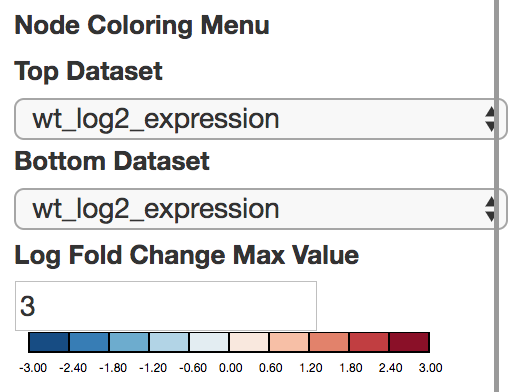 Node Coloring Menu
Top Dataset
wt_log2_expression
Bottom Dataset
wt_log2_expression
Log Fold Change Max Value
3
-3.00 -2.40 -1.80 -1.20 -0.60 0.00 0.60 1.20 1.80 2.40 3.00